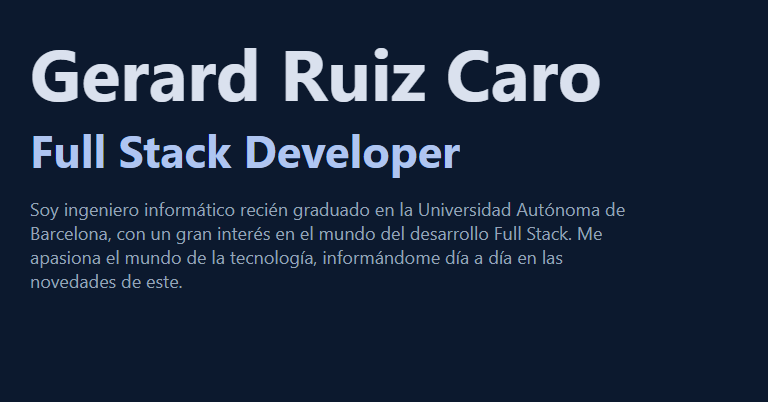 Gerard Ruiz Caro
Full Stack Developer
Soy ingeniero informático recién graduado en la Universidad Autónoma de
Barcelona, con un gran interés en el mundo del desarrollo Full Stack. Me
apasiona el mundo de la tecnología, informándome día a día en las
novedades de este.